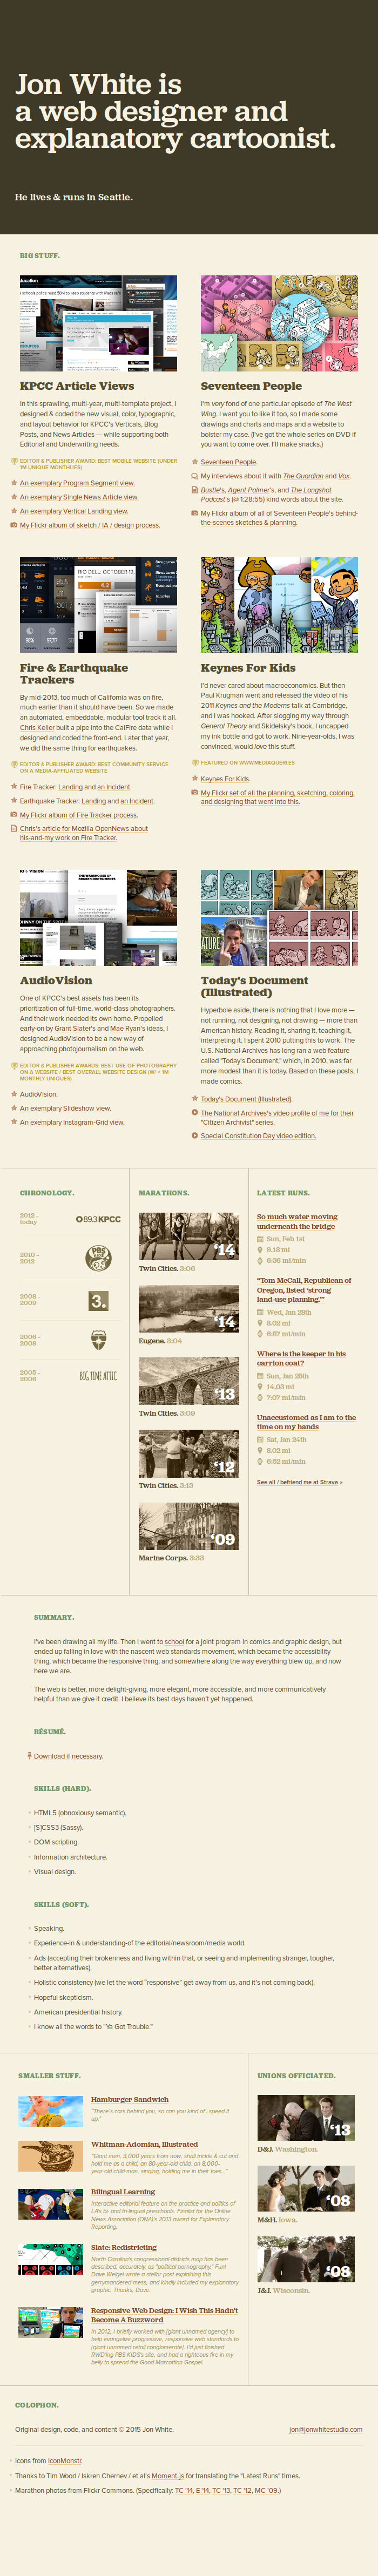 Jon White is
a web designer and
explanatory cartoonist.
He lives & runs in Seattle.
BIG STUFF.
KPCC Article Views
In this sprawling, multi-year, multi-template project, I
designed & coded the new visual, color, typographic,
and layout behavior for KPCC's Verticals, Blog
Posts, and News Articles — while supporting both
Editorial and Underwriting needs.
EDITOR & PUBLISHER AWARD: BEST MOBILE WEBSITE (UNDER
1M UNIQUE MONTHLIES)
An exemplary Program Segment view.
An exemplary Single News Article view.
An exemplary Vertical Landing view.
My Flickr album of sketch / IA / design process.
Seventeen People
I'm very fond of one particular episode of The West
Wing. I want you to like it too, so I made some
drawings and charts and maps and a website to
bolster my case. (I've got the whole series on DVD if
you want to come over. I'll make snacks.)
Seventeen People.
My interviews about it with The Guardian and Vox.
Bustle's, Agent Palmer's, and The Langshot
Podcast's (@ 1:28:55) kind words about the site.
My Flickr album of all of Seventeen People's behind-
the-scenes sketches & planning.
Fire & Earthquake
Trackers
By mid-2013, too much of California was on fire,
much earlier than it should have been. So we made
an automated, embeddable, modular tool track it all.
Chris Keller built a pipe into the CalFire data while I
designed and coded the front-end. Later that year,
we did the same thing for earthquakes.
EDITOR & PUBLISHER AWARD: BEST COMMUNITY SERVICE
ON A MEDIA-AFFILIATED WEBSITE
Fire Tracker: Landing and an Incident.
Earthquake Tracker: Landing and an Incident.
My Flickr album of Fire Tracker process.
Chris's article for Mozilla OpenNews about
his-and-my work on Fire Tracker.
Keynes For Kids
I'd never cared about macroeconomics. But then
Paul Krugman went and released the video of his
2011 Keynes and the Moderns talk at Cambridge,
and I was hooked. After slogging my way through
General Theory and Skidelsky's book, I uncapped
my ink bottle and got to work. Nine-year-olds, I was
convinced, would love this stuff.
FEATURED ON WWW.MEDIAQUERI.ES
Keynes For Kids.
My Flickr set of all the planning, sketching, coloring,
and designing that went into this.
AudioVision
One of KPCC's best assets has been its
prioritization of full-time, world-class photographers.
And their work needed its own home. Propelled
early-on by Grant Slater's and Mae Ryan's ideas, I
designed AudioVision to be a new way of
approaching photojournalism on the web.
EDITOR & PUBLISHER AWARDS: BEST USE OF PHOTOGRAPHY
ON A WEBSITE / BEST OVERALL WEBSITE DESIGN (W/ < 1M
MONTHLY UNIQUES)
AudioVision.
An exemplary Slideshow view.
An exemplary Instagram-Grid view.
Today's Document
(Illustrated)
Hyperbole aside, there is nothing that I love more —
not running, not designing, not drawing — more than
American history. Reading it, sharing it, teaching it,
interpreting it. I spent 2010 putting this to work. The
U.S. National Archives has long ran a web feature
called "Today's Document," which, in 2010, was far
more modest than it is today. Based on these posts, I
made comics.
Today's Document (Illustrated).
The National Archives's video profile of me for their
"Citizen Archivist" series.
Special Constitution Day video edition.
CHRONOLOGY.
2012 -
today
89.3 KPCC
2010 -
2012
PBS
2008 -
2009
3.
2006 -
2008
2005 -
2006
BIG TIME ATTIC
MARATHONS.
'14
Twin Cities. 3:06
'14
Eugene. 3:04
'13
Twin Cities. 3:09
'12
Twin Cities. 3:13
'09
Marine Corps. 3:33
LATEST RUNS.
So much water moving
underneath the bridge
Sun, Feb 1st
9.19 mi
6:56 mi/min
"Tom McCall, Republican of
Oregon, listed 'strong
land-use planning.'"
Wed, Jan 28th
8.02 mi
6:57 mi/min
Where is the keeper in his
carrion coat?
Sun, Jan 25th
14.03 mi
7:07 mi/min
Unaccustomed as I am to the
time on my hands
Sat, Jan 24th
8.02 mi
6:52 mi/min
See all / befriend me at Strava >
SUMMARY.
I've been drawing all my life. Then I went to school for a joint program in comics and graphic design, but
ended up falling in love with the nascent web standards movement, which became the accessibility
thing, which became the responsive thing, and somewhere along the way everything blew up, and now
here we are.
The web is better, more delight-giving, more elegant, more accessible, and more communicatively
helpful than we give it credit. I believe its best days haven't yet happened.
RÉSUMÉ.
Download if necessary.
SKILLS (HARD).
HTML5 (obnoxiously semantic).
[S]CSS3 (Sassy).
DOM scripting.
Information architecture.
Visual design.
SKILLS (SOFT).
Speaking.
Experience-in & understanding-of the editorial/newsroom/media world.
Ads (accepting their brokenness and living within that, or seeing and implementing stranger, tougher,
better alternatives).
Holistic consistency (we let the word "responsive" get away from us, and it's not coming back).
Hopeful skepticism.
American presidential history.
I know all the words to "Ya Got Trouble."
SMALLER STUFF.
Hamburger Sandwich
"There's cars behind you, so can you kind of...speed it
up."
Whitman-Adomian, Illustrated
"Giant men, 3,000 years from now, shall trickle & cut and
hold me as a child, an 80-year-old child, an 8,000-
year-old child-man, singing, holding me in their toes..."
Bilingual Learning
Interactive editorial feature on the practice and politics of
LA's bi- and tri-lingual preschools. Finalist for the Online
News Association (ONA)'s 2013 award for Explanatory
Reporting.
Slate: Redistricting
North Carolina's congressional-districts map has been
described, accurately, as "political pornography." Fuel
Dave Weigel wrote a stellar post explaining this
gerrymandered mess, and kindly included my explanatory
graphic. Thanks, Dave.
Responsive Web Design: I Wish This Hadn't
Become A Buzzword
In 2012, I briefly worked with [giant unnamed agency] to
help evangelize progressive, responsive web standards to
[giant unnamed retail conglomerate]. I'd just finished
RWD'ing PBS KIDS's site, and had a righteous fire in my
belly to spread the Good Marcotten Gospel.
UNIONS OFFICIATED.
'13
D&J. Washington.
'08
M&H. Iowa.
'08
J&J. Wisconsin.
COLOPHON.
Original design, code, and content © 2015 Jon White.
jon@jonwhitestudio.com
Icons from IconMonstr.
Thanks to Tim Wood / Iskren Chernev / et al's Moment.js for translating the "Latest Runs" times.
Marathon photos from Flickr Commons. (Specifically: TC '14, E '14, TC '13, TC '12, MC '09.)